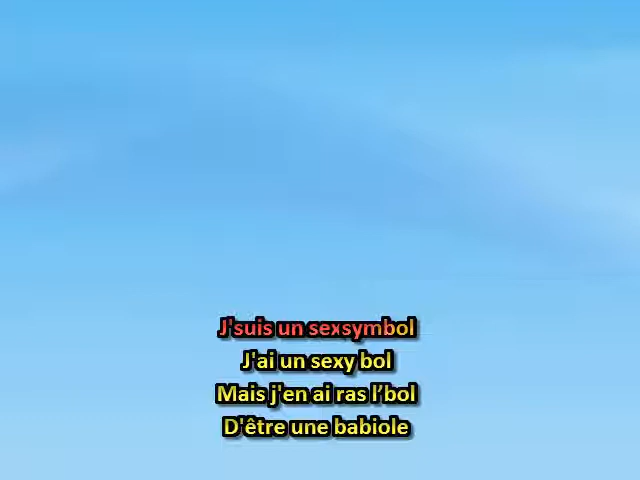 J'suis un sexsymbol
J'ai un sexy bol
Mais j'en ai ras l’bol
D'être une babiole